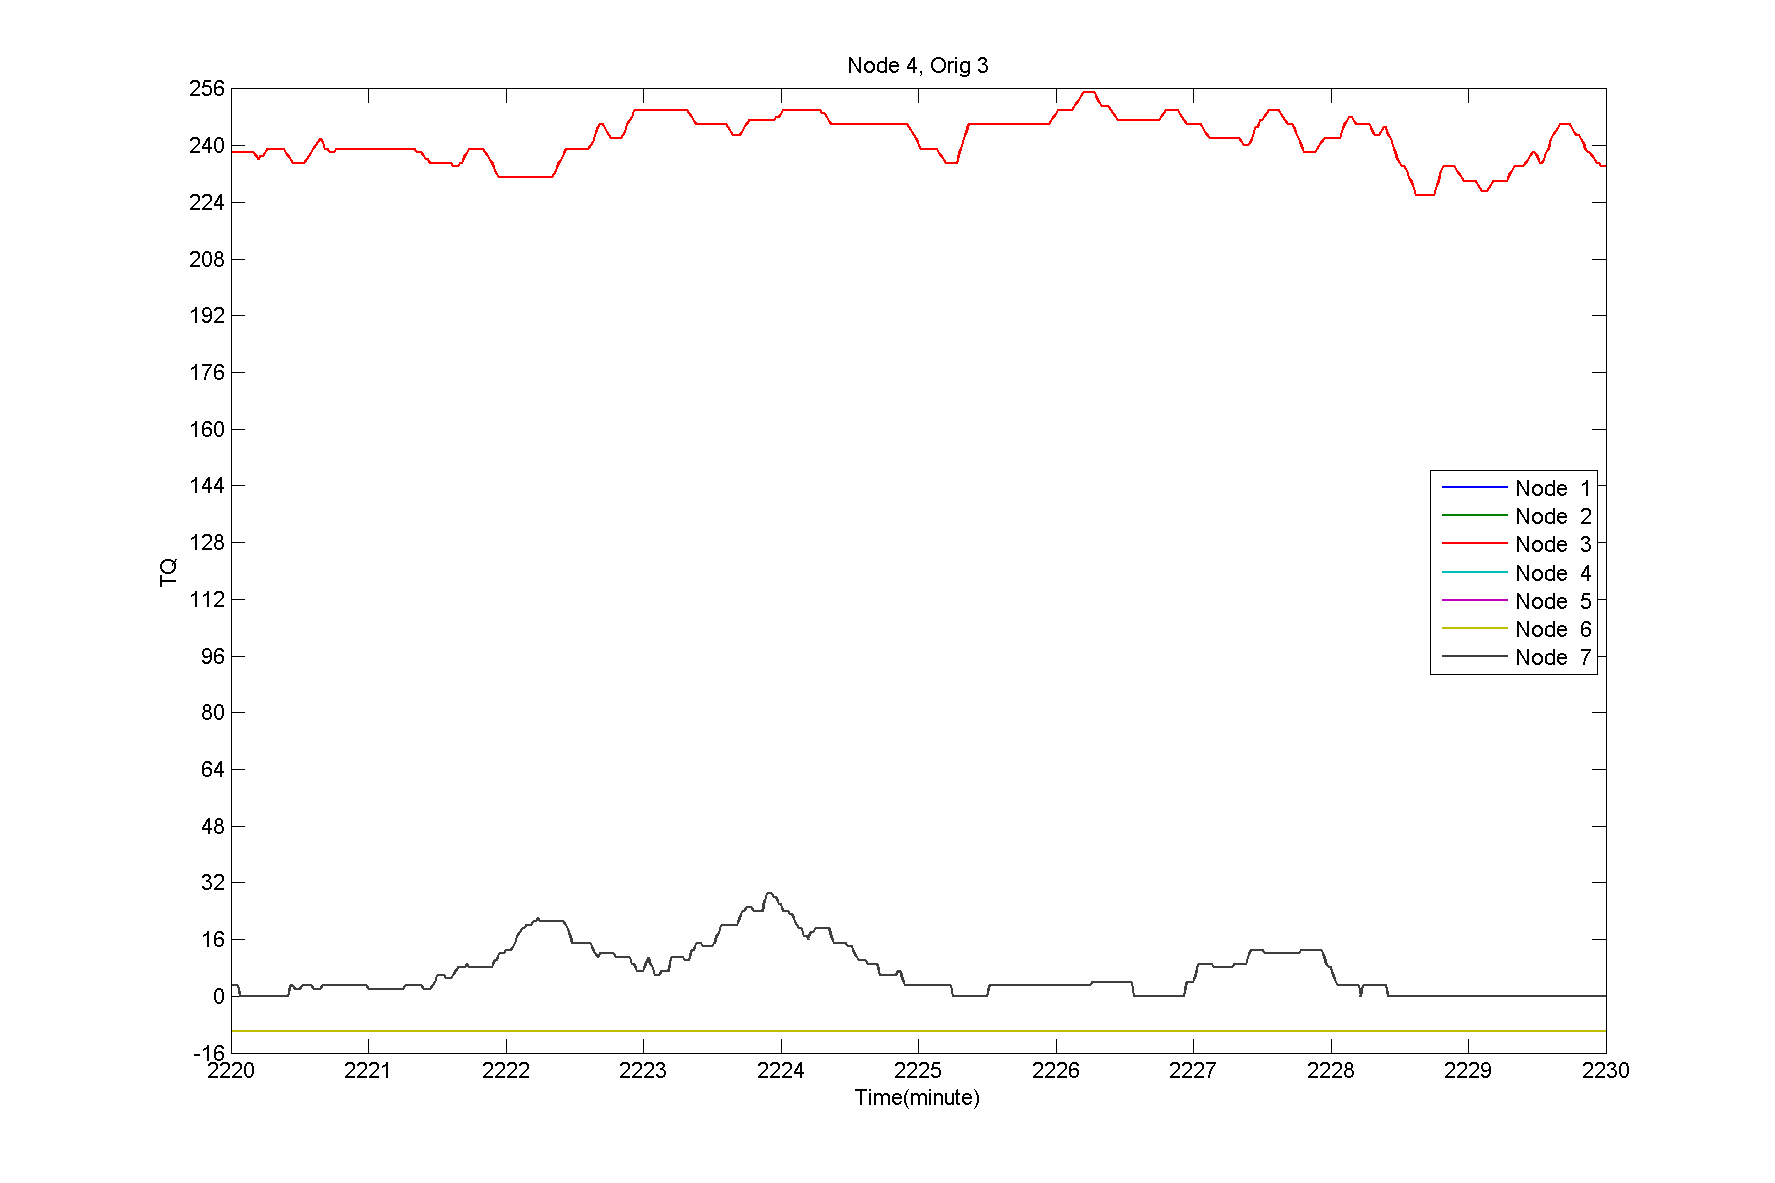 Node 4, Orig 3
256
240
224
208
192
176
160
144
128
112
96
80
64
48
32
16
0
-16
TQ
Node 1
Node 2
Node 3
Node 4
Node 5
Node 6
Node 7
2220 2221 2222 2223 2224 2225 2226 2227 2228 2229 2230
Time(minute)